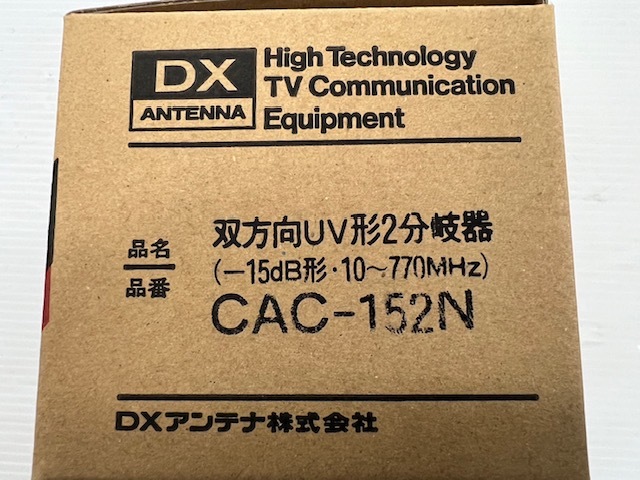 DX
ANTENNA
High Technology
TV Communication
Equipment
品名
品番
双方向UV形2分岐器
(−15dB形・10〜770MHz)
CAC-152N
DXアンテナ株式会社